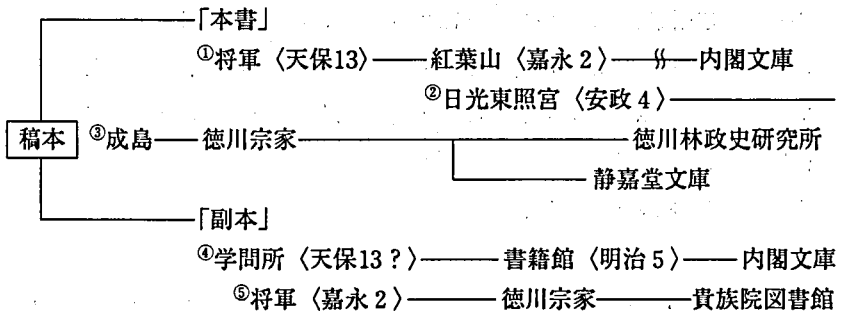 「本書」
①将軍〈天保13〉紅葉山〈嘉永2〉内閣文庫
②日光東照宮〈安政4〉
稿本 ③成島 徳川宗家 徳川林政史研究所
静嘉堂文庫
「副本」
④学問所〈天保13?〉書籍館〈明治5〉内閣文庫
⑤将軍〈嘉永2〉徳川宗家 貴族院図書館